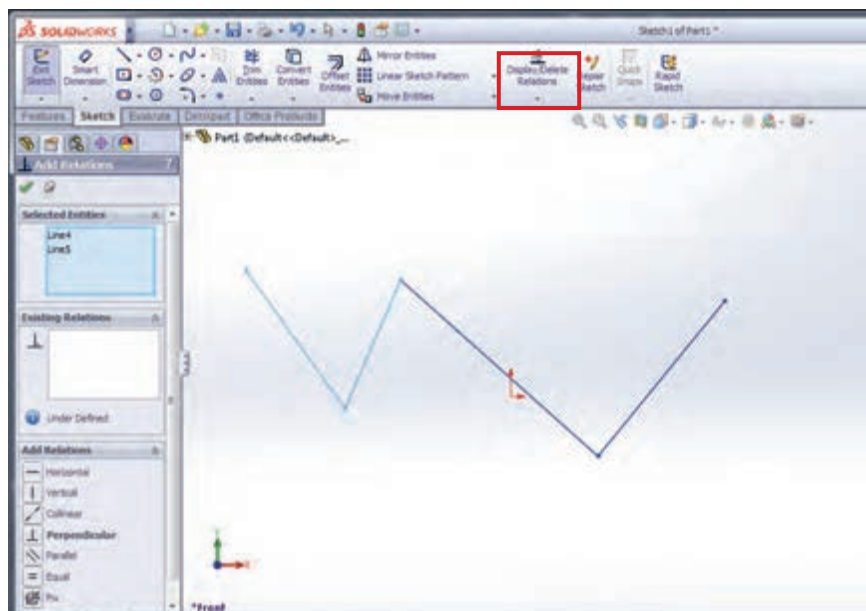 SOLIDWORKS
Sketch1 of Part1 *
Exit Sketch
Smart Dimension
Trim Entities
Convert Entities
Offset Entities
Mirror Entities
Linear Sketch Pattern
Move Entities
Display/Delete Relations
Repair Sketch
Quick Snaps
Rapid Sketch
Features Sketch Evaluate DimXpert Office Products
Part1 (Default<<Default>_...
Add Relations ?
Selected Entities
Line4
Line5
Existing Relations
Under Defined
Add Relations
Horizontal
Vertical
Collinear
Perpendicular
Parallel
Equal
Fix
Y
X
*Front